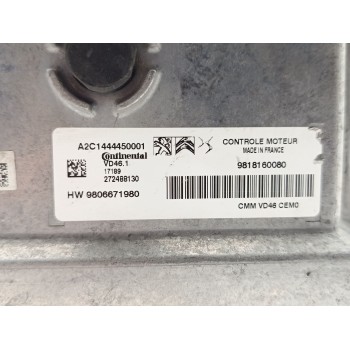 A2C1444450001
Continental
VD46.1
17189
272488130
HW 9806671980
CONTROLE MOTEUR
MADE IN FRANCE
9818160080
CMM VD46 CEM0